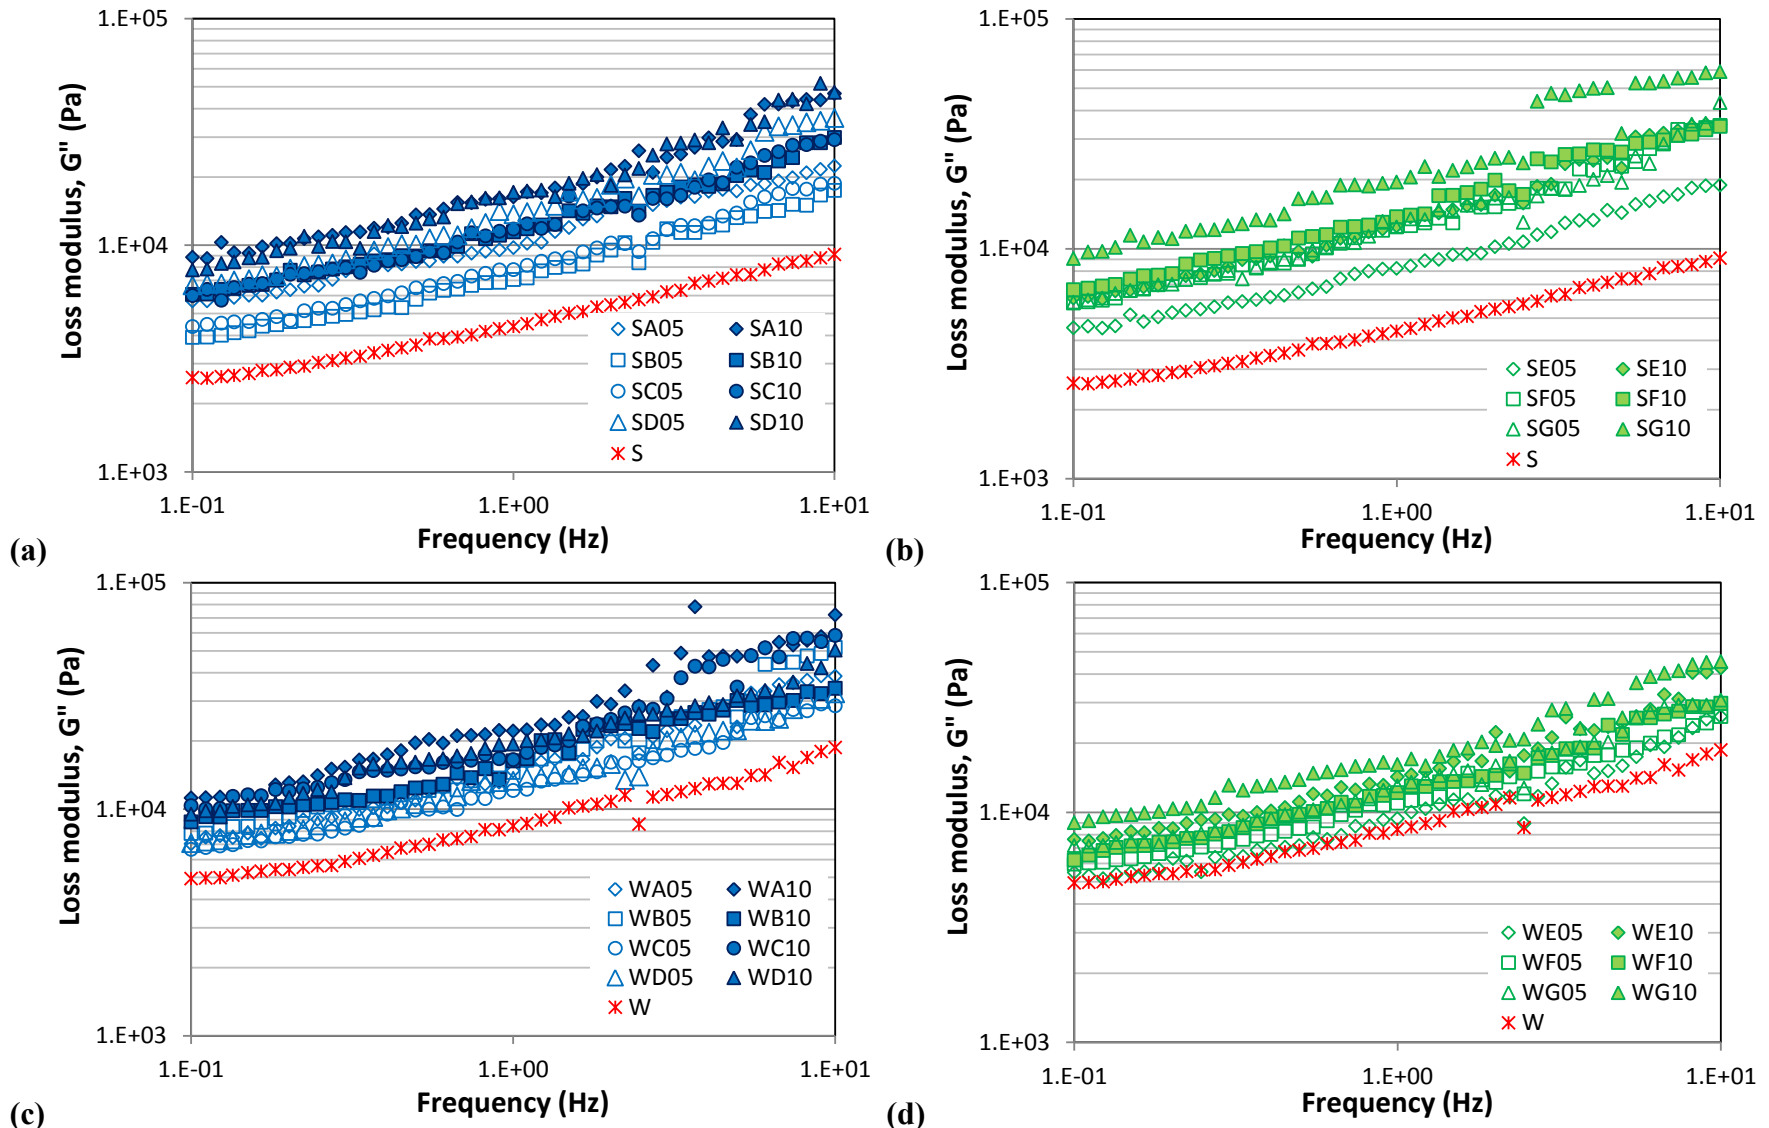 1.E+05
Loss modulus, G" (Pa)
1.E+04
SA05 SA10
SB05 SB10
SC05 SC10
SD05 SD10
S
1.E+03
1.E-01 1.E+00 1.E+01
Frequency (Hz)
(a)
1.E+05
Loss modulus, G" (Pa)
1.E+04
SE05 SE10
SF05 SF10
SG05 SG10
S
1.E+03
1.E-01 1.E+00 1.E+01
Frequency (Hz)
(b)
1.E+05
Loss modulus, G" (Pa)
1.E+04
WA05 WA10
WB05 WB10
WC05 WC10
WD05 WD10
W
1.E+03
1.E-01 1.E+00 1.E+01
Frequency (Hz)
(c)
1.E+05
Loss modulus, G" (Pa)
1.E+04
WE05 WE10
WF05 WF10
WG05 WG10
W
1.E+03
1.E-01 1.E+00 1.E+01
Frequency (Hz)
(d)